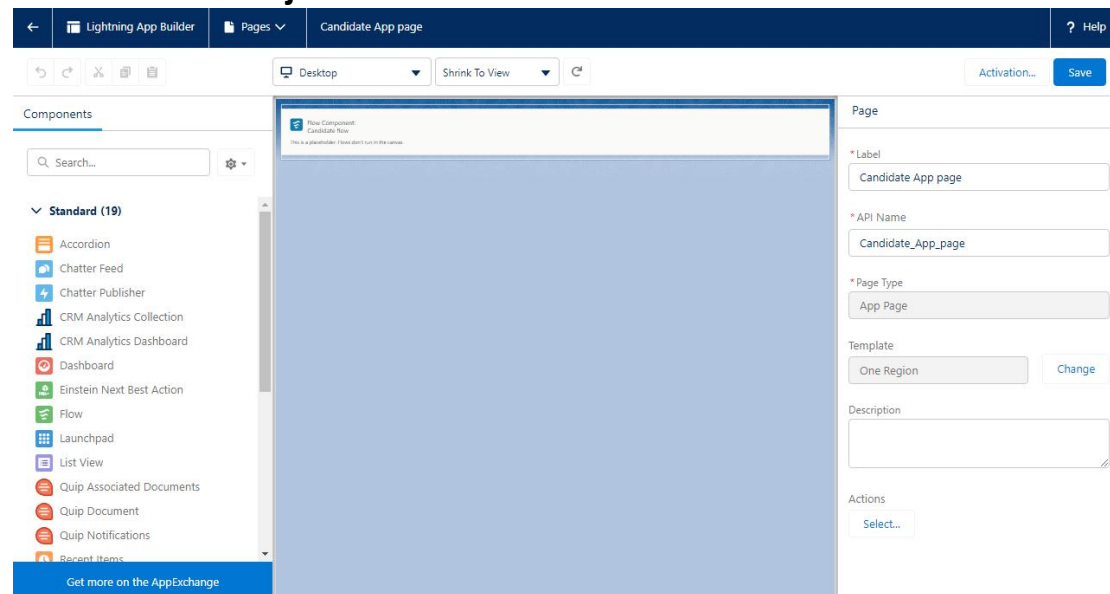 Lightning App Builder
Pages
Candidate App page
? Help
Desktop
Shrink To View
Activation...
Save
Components
Search...
Standard (19)
Accordion
Chatter Feed
Chatter Publisher
CRM Analytics Collection
CRM Analytics Dashboard
Dashboard
Einstein Next Best Action
Flow
Launchpad
List View
Quip Associated Documents
Quip Document
Quip Notifications
Recent Items
Get more on the AppExchange
Flow Component:
Candidate flow
This is a placeholder. Flows don't run in the canvas.
Page
* Label
Candidate App page
* API Name
Candidate_App_page
* Page Type
App Page
Template
One Region
Change
Description
Actions
Select...